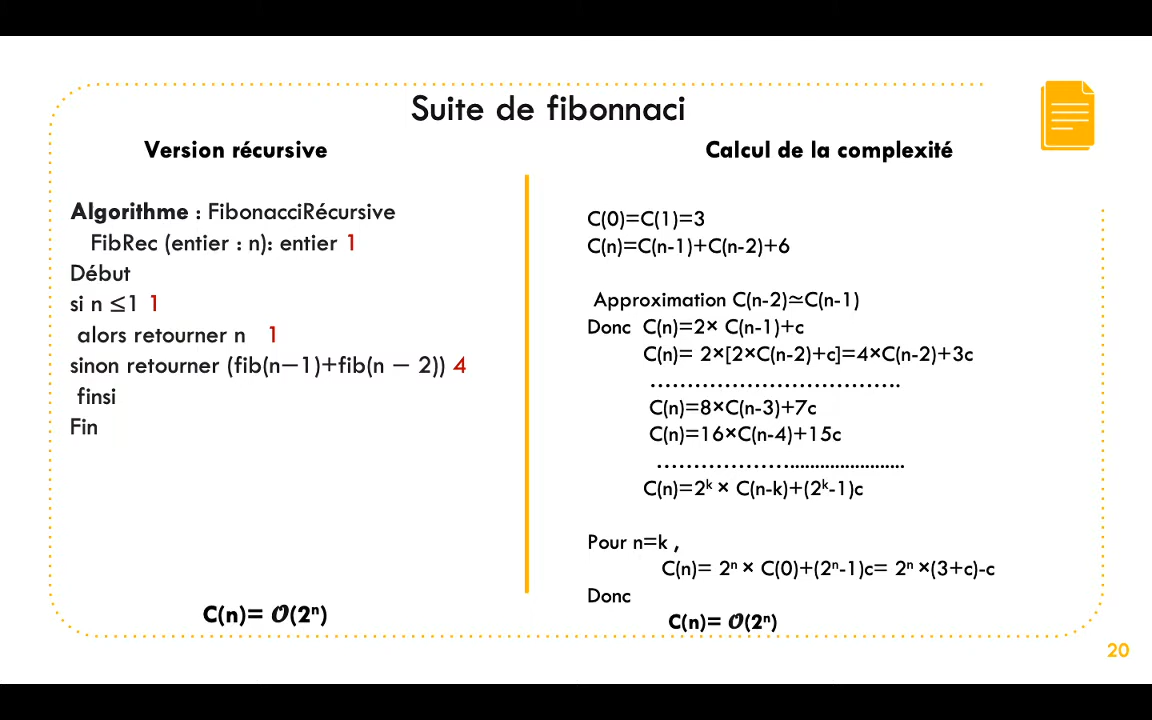 Suite de fibonnaci
Version récursive
Algorithme : FibonacciRécursive
FibRec (entier : n): entier 1
Début
si n ≤1 1
alors retourner n 1
sinon retourner (fib(n−1)+fib(n − 2)) 4
finsi
Fin
C(n)= 𝒪(2ⁿ)
Calcul de la complexité
C(0)=C(1)=3
C(n)=C(n-1)+C(n-2)+6
Approximation C(n-2)≃C(n-1)
Donc C(n)=2× C(n-1)+c
C(n)= 2×[2×C(n-2)+c]=4×C(n-2)+3c
…………………………….
C(n)=8×C(n-3)+7c
C(n)=16×C(n-4)+15c
………………........................
C(n)=2ᵏ × C(n-k)+(2ᵏ-1)c
Pour n=k ,
C(n)= 2ⁿ × C(0)+(2ⁿ-1)c= 2ⁿ ×(3+c)-c
Donc
C(n)= 𝒪(2ⁿ)
20